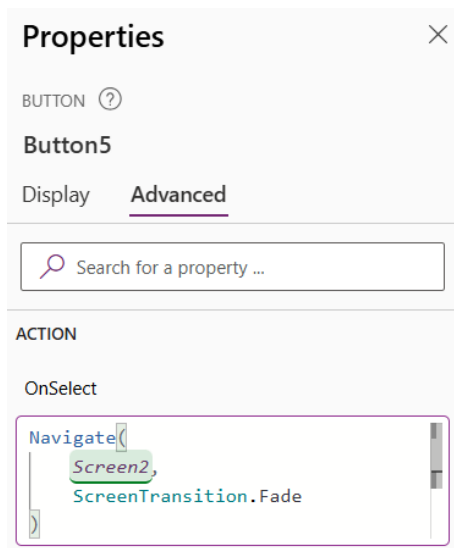 Properties
BUTTON ?
Button5
Display Advanced
Search for a property ...
ACTION
OnSelect
Navigate(
Screen2,
ScreenTransition.Fade
)